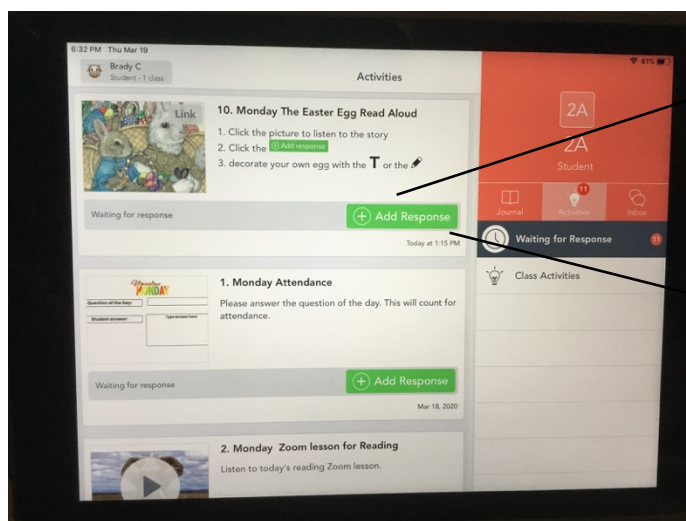 6:32 PM Thu Mar 19
61%
Brady C
Student - 1 class
Activities
Link
10. Monday The Easter Egg Read Aloud
1. Click the picture to listen to the story
2. Click the + Add response
3. decorate your own egg with the T or the
Waiting for response
+ Add Response
Today at 1:15 PM
MONDAY
Question of the Day:
Student answer:
Type answer here:
1. Monday Attendance
Please answer the question of the day. This will count for
attendance.
Waiting for response
+ Add Response
Mar 18, 2020
2. Monday Zoom lesson for Reading
Listen to today's reading Zoom lesson.
2A
2A
Student
Journal
11
Activities
Inbox
Waiting for Response
11
Class Activities